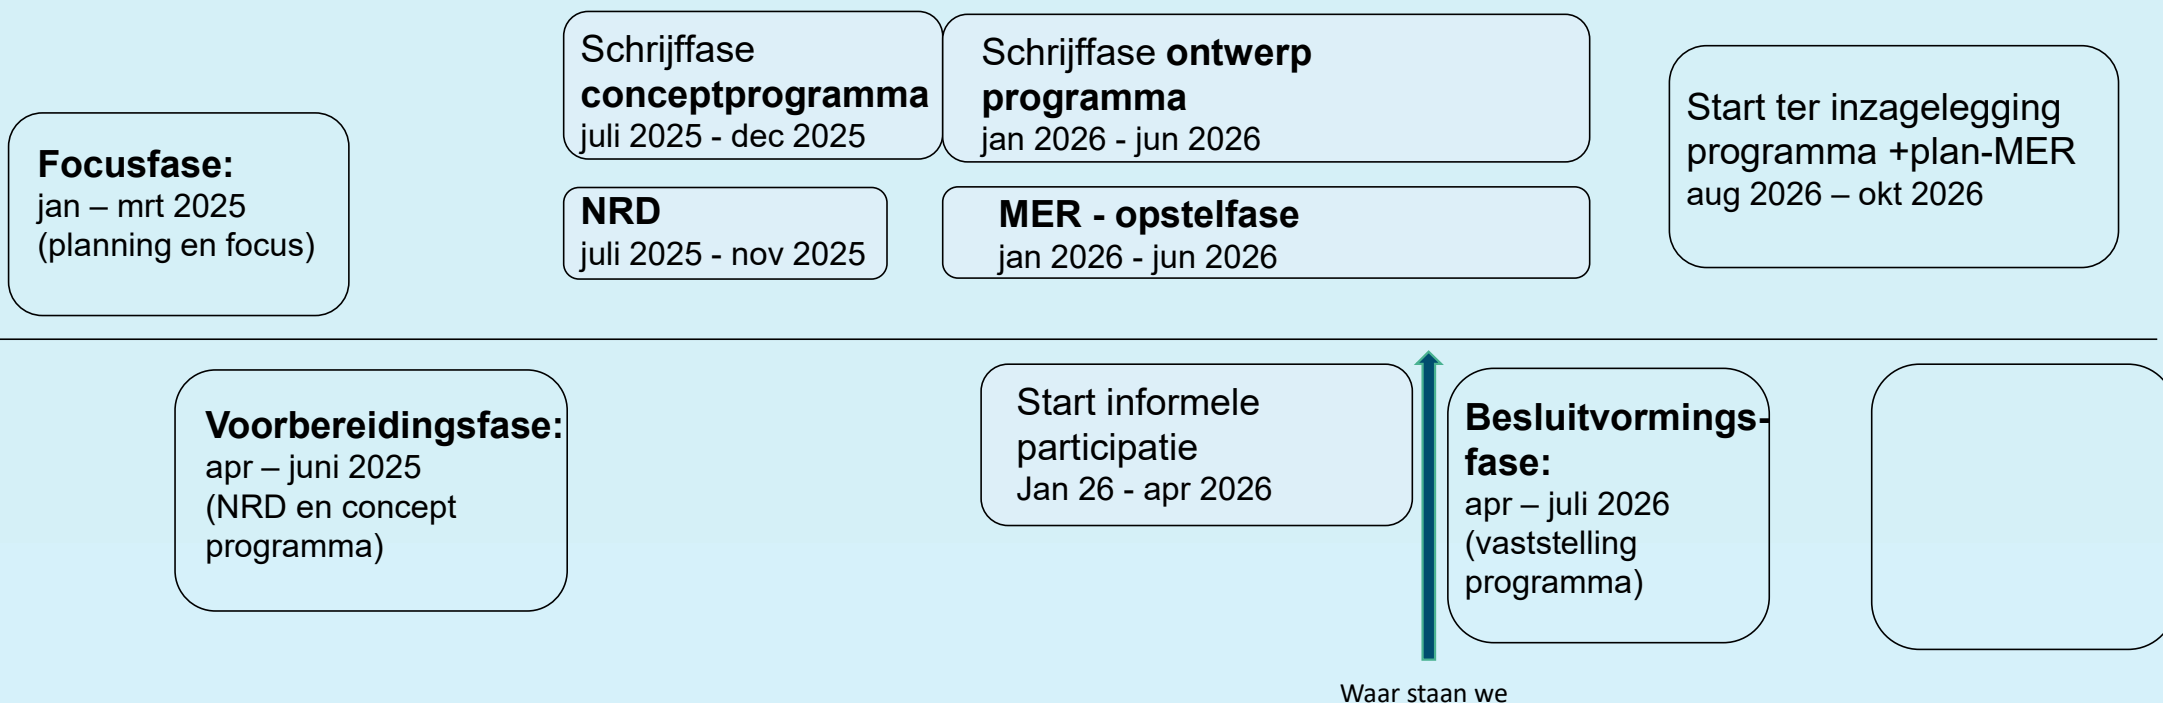 Schrijffase
conceptprogramma
juli 2025 - dec 2025
Schrijffase ontwerp
programma
jan 2026 - jun 2026
Start ter inzagelegging
programma +plan-MER
aug 2026 – okt 2026
Focusfase:
jan – mrt 2025
(planning en focus)
NRD
juli 2025 - nov 2025
MER - opstelfase
jan 2026 - jun 2026
Voorbereidingsfase:
apr – juni 2025
(NRD en concept
programma)
Start informele
participatie
Jan 26 - apr 2026
Besluitvormings-
fase:
apr – juli 2026
(vaststelling
programma)
Waar staan we